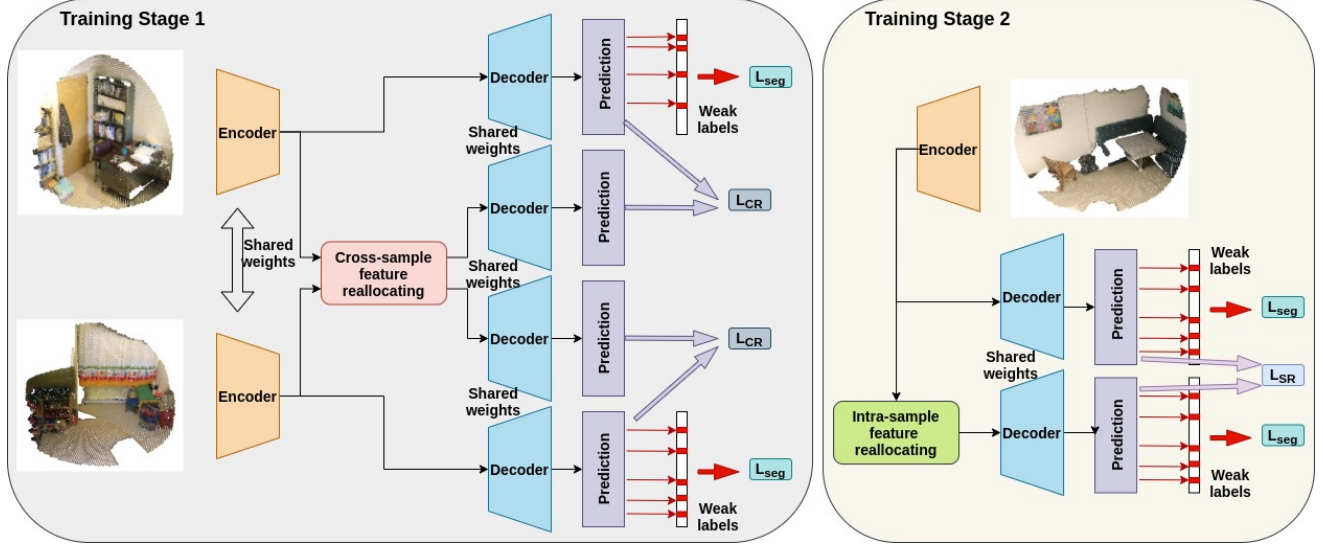 Training Stage 1
Encoder
Shared
weights
Encoder
Cross-sample
feature
reallocating
Decoder
Shared
weights
Decoder
Shared
weights
Decoder
Shared
weights
Decoder
Prediction
Prediction
Prediction
Prediction
Weak
labels
Lseg
LCR
LCR
Lseg
Weak
labels
Training Stage 2
Encoder
Intra-sample
feature
reallocating
Decoder
Shared
weights
Decoder
Prediction
Prediction
Weak
labels
Lseg
LSR
Lseg
Weak
labels